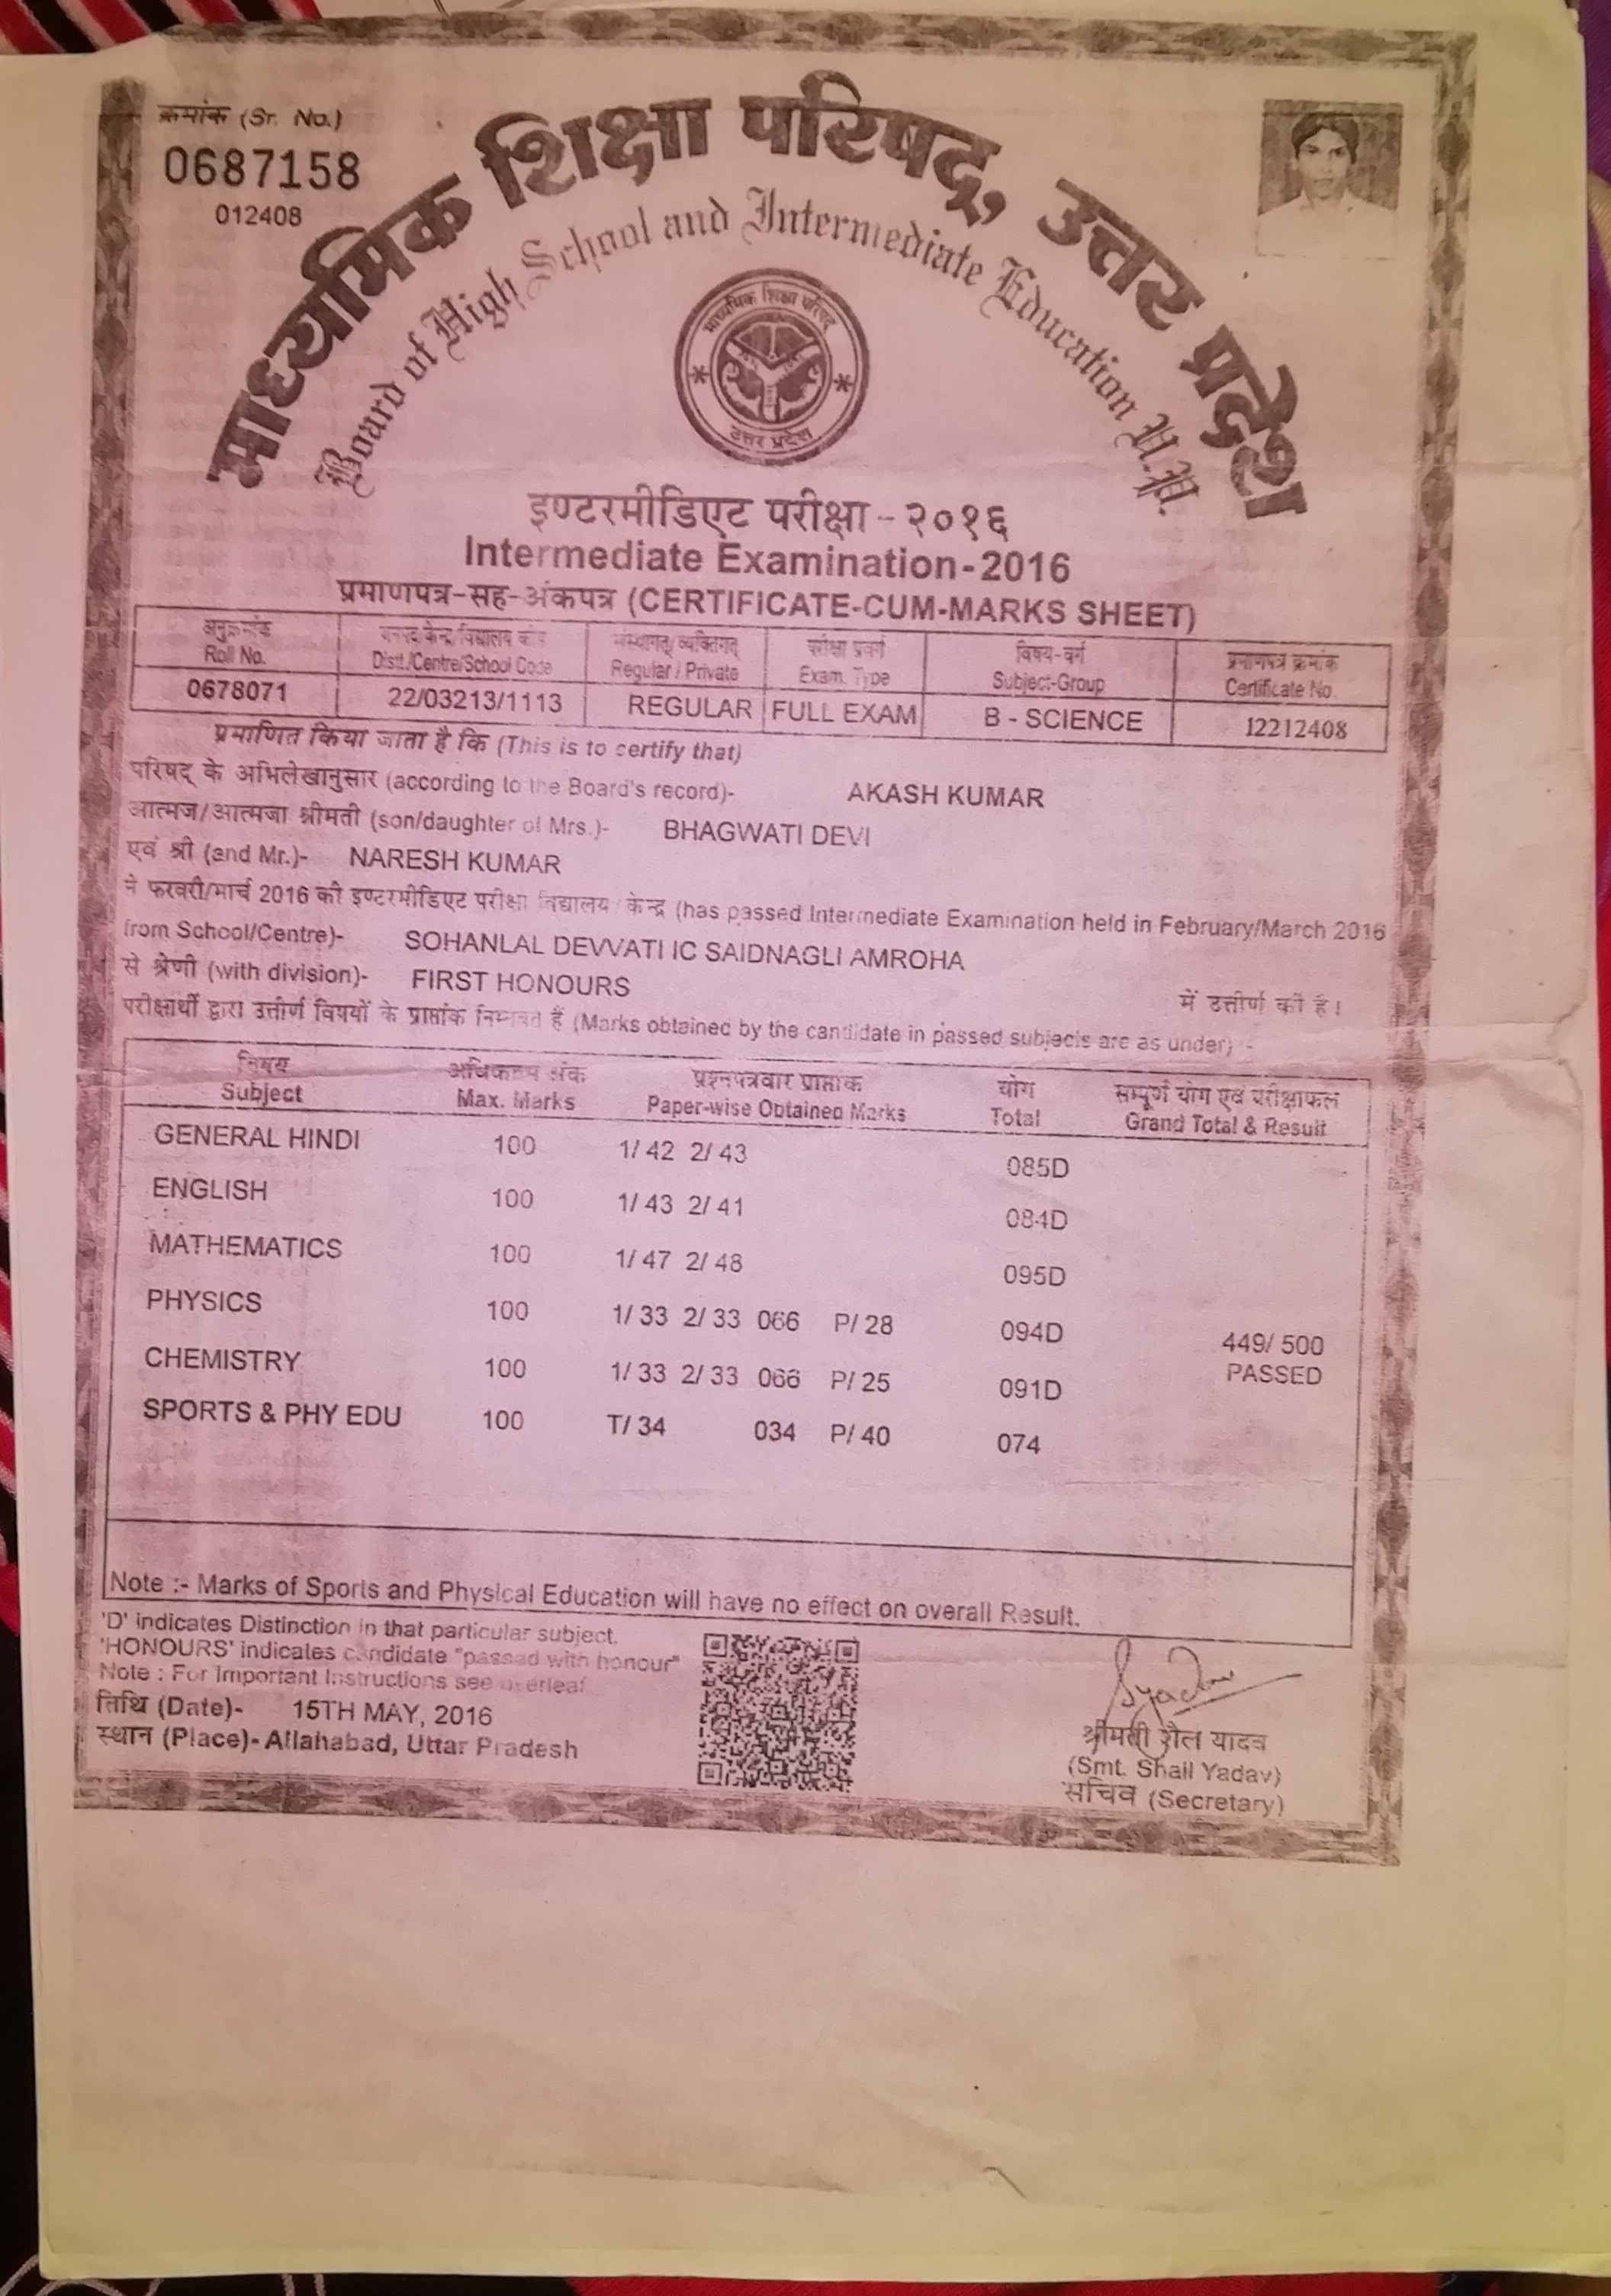 क्रमांक (Sr. No.)
0687158
012408
माध्यमिक शिक्षा परिषद्, उत्तर प्रदेश
Board of High School and Intermediate Education U.P.
माध्यमिक शिक्षा परिषद्
उत्तर प्रदेश
इण्टरमीडिएट परीक्षा - २०१६
Intermediate Examination-2016
प्रमाणपत्र-सह-अंकपत्र (CERTIFICATE-CUM-MARKS SHEET)
अनुक्रमांक जनपद/केन्द्र/विद्यालय कोड संस्थागत/व्यक्तिगत परीक्षा प्रवर्ग विषय-वर्ग प्रमाणपत्र क्रमांक
Roll No. Distt./Centre/School Code Regular / Private Exam. Type Subject-Group Certificate No.
0678071 22/03213/1113 REGULAR FULL EXAM B - SCIENCE 12212408
प्रमाणित किया जाता है कि (This is to certify that)
परिषद् के अभिलेखानुसार (according to the Board's record)- AKASH KUMAR
आत्मज/आत्मजा श्रीमती (son/daughter of Mrs.)- BHAGWATI DEVI
एवं श्री (and Mr.)- NARESH KUMAR
ने फरवरी/मार्च 2016 की इण्टरमीडिएट परीक्षा विद्यालय/केन्द्र (has passed Intermediate Examination held in February/March 2016
from School/Centre)- SOHANLAL DEVVATI IC SAIDNAGLI AMROHA
से श्रेणी (with division)- FIRST HONOURS में उत्तीर्ण की है।
परीक्षार्थी द्वारा उत्तीर्ण विषयों के प्राप्तांक निम्नवत हैं (Marks obtained by the candidate in passed subjects are as under) -
विषय अधिकतम अंक प्रश्नपत्रवार प्राप्तांक योग सम्पूर्ण योग एवं परीक्षाफल
Subject Max. Marks Paper-wise Obtained Marks Total Grand Total & Result
GENERAL HINDI 100 1/ 42 2/ 43 085D
ENGLISH 100 1/ 43 2/ 41 084D
MATHEMATICS 100 1/ 47 2/ 48 095D
PHYSICS 100 1/ 33 2/ 33 066 P/ 28 094D 449/ 500
CHEMISTRY 100 1/ 33 2/ 33 066 P/ 25 091D PASSED
SPORTS & PHY EDU 100 T/ 34 034 P/ 40 074
Note :- Marks of Sports and Physical Education will have no effect on overall Result.
'D' indicates Distinction in that particular subject.
'HONOURS' indicates candidate "passed with honour"
Note : For Important Instructions see overleaf
तिथि (Date)- 15TH MAY, 2016
स्थान (Place)- Allahabad, Uttar Pradesh
श्रीमती शैल यादव
(Smt. Shail Yadav)
सचिव (Secretary)